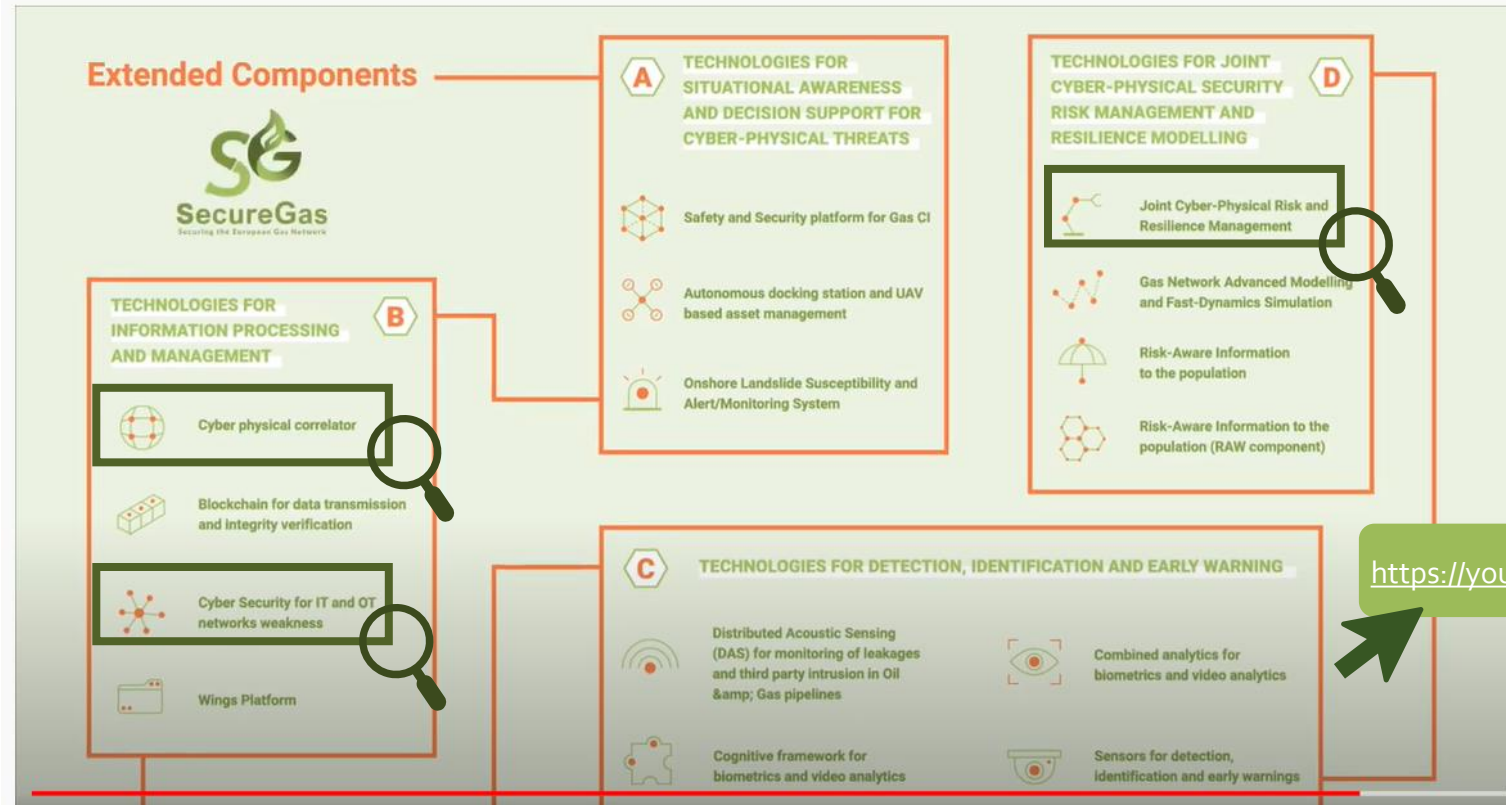 Extended Components
SecureGas
Securing the European Gas Network
A
TECHNOLOGIES FOR
SITUATIONAL AWARENESS
AND DECISION SUPPORT FOR
CYBER-PHYSICAL THREATS
Safety and Security platform for Gas CI
Autonomous docking station and UAV
based asset management
Onshore Landslide Susceptibility and
Alert/Monitoring System
TECHNOLOGIES FOR JOINT
CYBER-PHYSICAL SECURITY
RISK MANAGEMENT AND
RESILIENCE MODELLING
D
Joint Cyber-Physical Risk and
Resilience Management
Gas Network Advanced Modelling
and Fast-Dynamics Simulation
Risk-Aware Information
to the population
Risk-Aware Information to the
population (RAW component)
TECHNOLOGIES FOR
INFORMATION PROCESSING
AND MANAGEMENT
B
Cyber physical correlator
Blockchain for data transmission
and integrity verification
Cyber Security for IT and OT
networks weakness
Wings Platform
C
TECHNOLOGIES FOR DETECTION, IDENTIFICATION AND EARLY WARNING
Distributed Acoustic Sensing
(DAS) for monitoring of leakages
and third party intrusion in Oil
&amp; Gas pipelines
Combined analytics for
biometrics and video analytics
Cognitive framework for
biometrics and video analytics
Sensors for detection,
identification and early warnings
https://you